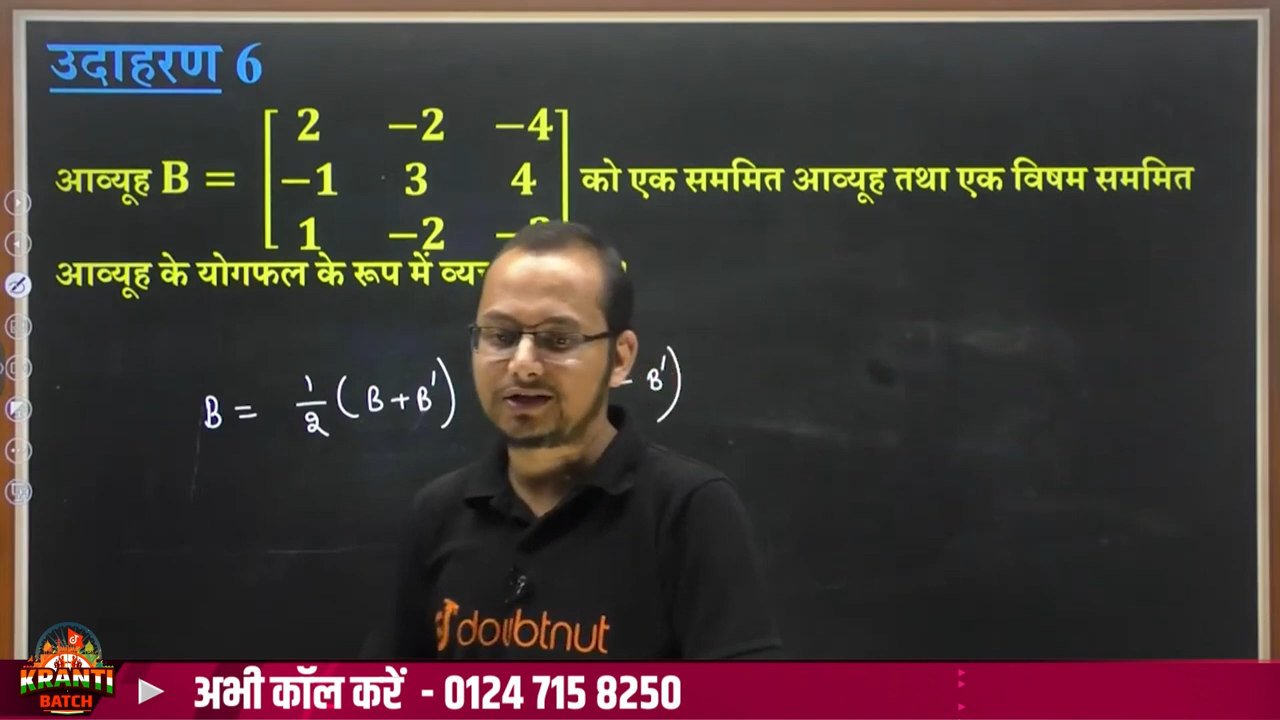 उदाहरण 6
2 −2 −4
आव्यूह B = −1 3 4 को एक सममित आव्यूह तथा एक विषम सममित
1 −2
आव्यूह के योगफल के रूप में
B = 1/2 (B + B') − B')
doubtnut
KRANTI
BATCH
अभी कॉल करें - 0124 715 8250